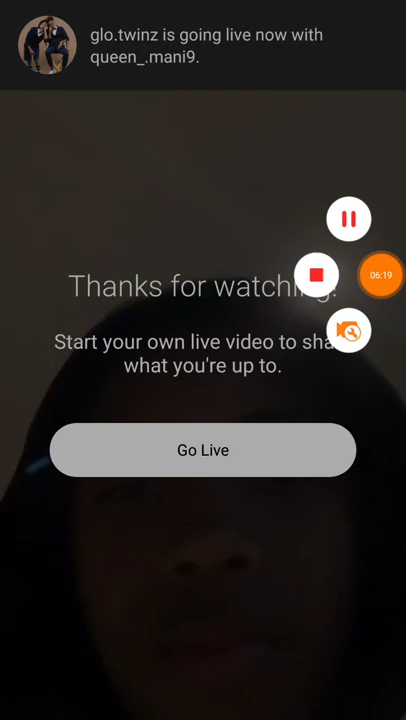 glo.twinz is going live now with
queen_.mani9.
Thanks for watching!
06:19
Start your own live video to sha
what you're up to.
Go Live